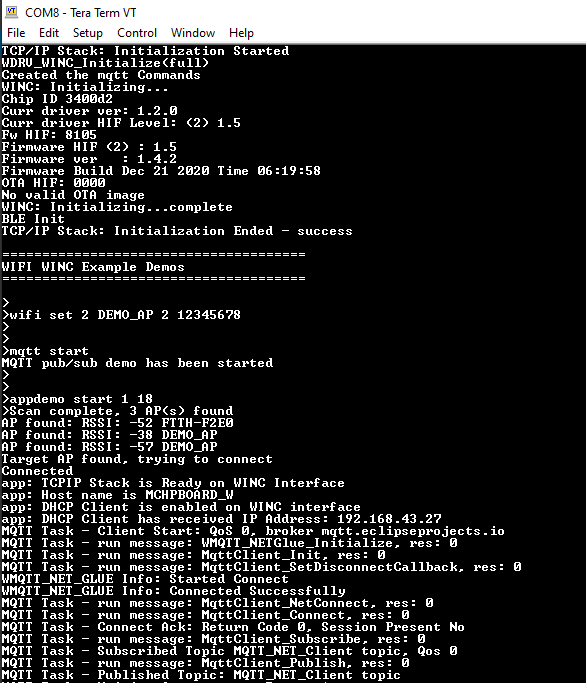 COM8 - Tera Term VT
File Edit Setup Control Window Help
TCP/IP Stack: Initialization Started
WDRV_WINC_Initialize(full)
Created the mqtt Commands
WINC: Initializing...
Chip ID 3400d2
Curr driver ver: 1.2.0
Curr driver HIF Level: (2) 1.5
Fw HIF: 8105
Firmware HIF (2) : 1.5
Firmware ver   : 1.4.2
Firmware Build Dec 21 2020 Time 06:19:58
OTA HIF: 0000
No valid OTA image
WINC: Initializing...complete
BLE Init
TCP/IP Stack: Initialization Ended - success
======================================
WIFI WINC Example Demos
======================================
>
>wifi set 2 DEMO_AP 2 12345678
>
>
>mqtt start
MQTT pub/sub demo has been started
>
>
>appdemo start 1 18
>Scan complete, 3 AP(s) found
AP found: RSSI: -52 FTTH-F2E0
AP found: RSSI: -38 DEMO_AP
AP found: RSSI: -57 DEMO_AP
Target AP found, trying to connect
Connected
app: TCPIP Stack is Ready on WINC Interface
app: Host name is MCHPBOARD_W
app: DHCP Client is enabled on WINC interface
app: DHCP Client has received IP Address: 192.168.43.27
MQTT Task - Client Start: QoS 0, broker mqtt.eclipseprojects.io
MQTT Task - run message: WMQTT_NETGlue_Initialize, res: 0
MQTT Task - run message: MqttClient_Init, res: 0
MQTT Task - run message: MqttClient_SetDisconnectCallback, res: 0
WMQTT_NET_GLUE Info: Started Connect
WMQTT_NET_GLUE Info: Connected Successfully
MQTT Task - run message: MqttClient_NetConnect, res: 0
MQTT Task - run message: MqttClient_Connect, res: 0
MQTT Task - Connect Ack: Return Code 0, Session Present No
MQTT Task - run message: MqttClient_Subscribe, res: 0
MQTT Task - Subscribed Topic MQTT_NET_Client topic, Qos 0
MQTT Task - run message: MqttClient_Publish, res: 0
MQTT Task - Published Topic: MQTT_NET_Client topic